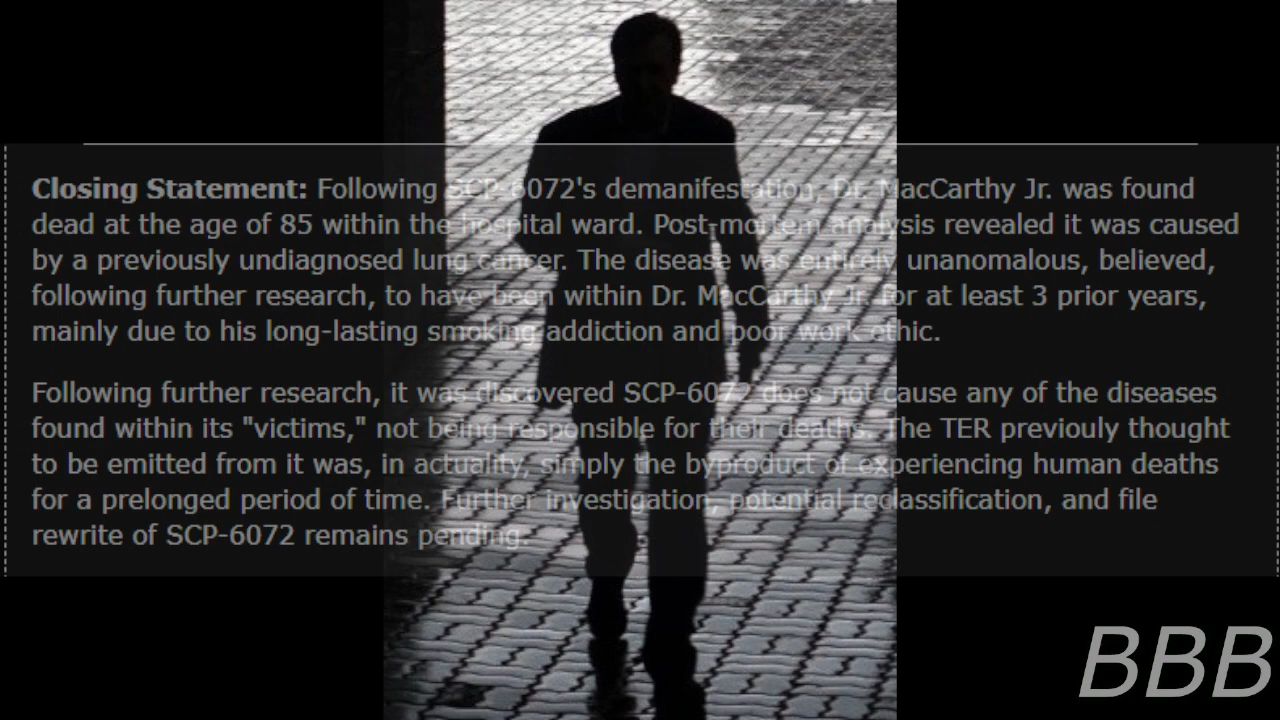 Closing Statement: Following SCP-6072's demanifestation, Dr. MacCarthy Jr. was found
dead at the age of 85 within the hospital ward. Post-mortem analysis revealed it was caused
by a previously undiagnosed lung cancer. The disease was entirely unanomalous, believed,
following further research, to have been within Dr. MacCarthy Jr. for at least 3 prior years,
mainly due to his long-lasting smoking addiction and poor work ethic.
Following further research, it was discovered SCP-6072 does not cause any of the diseases
found within its "victims," not being responsible for their deaths. The TER previouly thought
to be emitted from it was, in actuality, simply the byproduct of experiencing human deaths
for a prelonged period of time. Further investigation, potential reclassification, and file
rewrite of SCP-6072 remains pending.
BBB